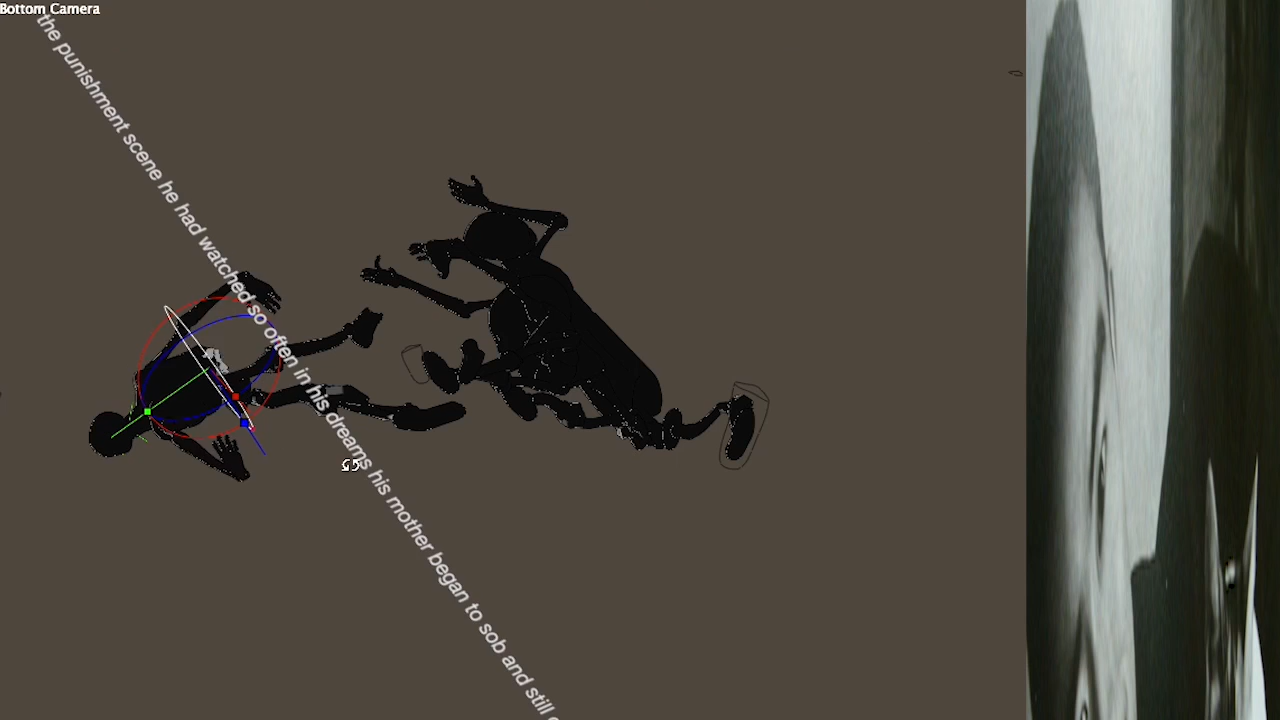 Bottom Camera
the punishment scene he had watched so often in his dreams his mother began to sob and still